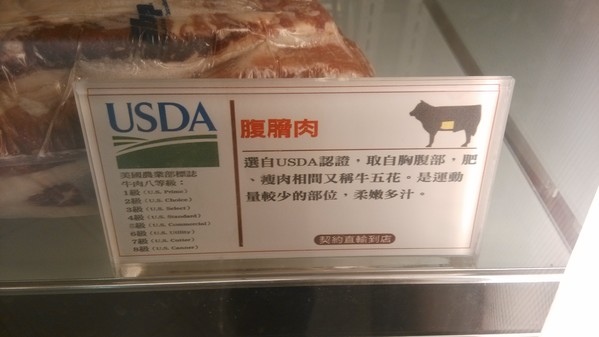 USDA
美國農業部標誌
牛肉八等級：
1級（U.S. Prime）
2級（U.S. Choice）
3級（U.S. Select）
4級（U.S. Standard）
5級（U.S. Commercial）
6級（U.S. Utility）
7級（U.S. Cutter）
8級（U.S. Canner）
腹脅肉
選自USDA認證，取自胸腹部，肥
、瘦肉相間又稱牛五花。是運動
量較少的部位，柔嫩多汁。
契約直輸到店